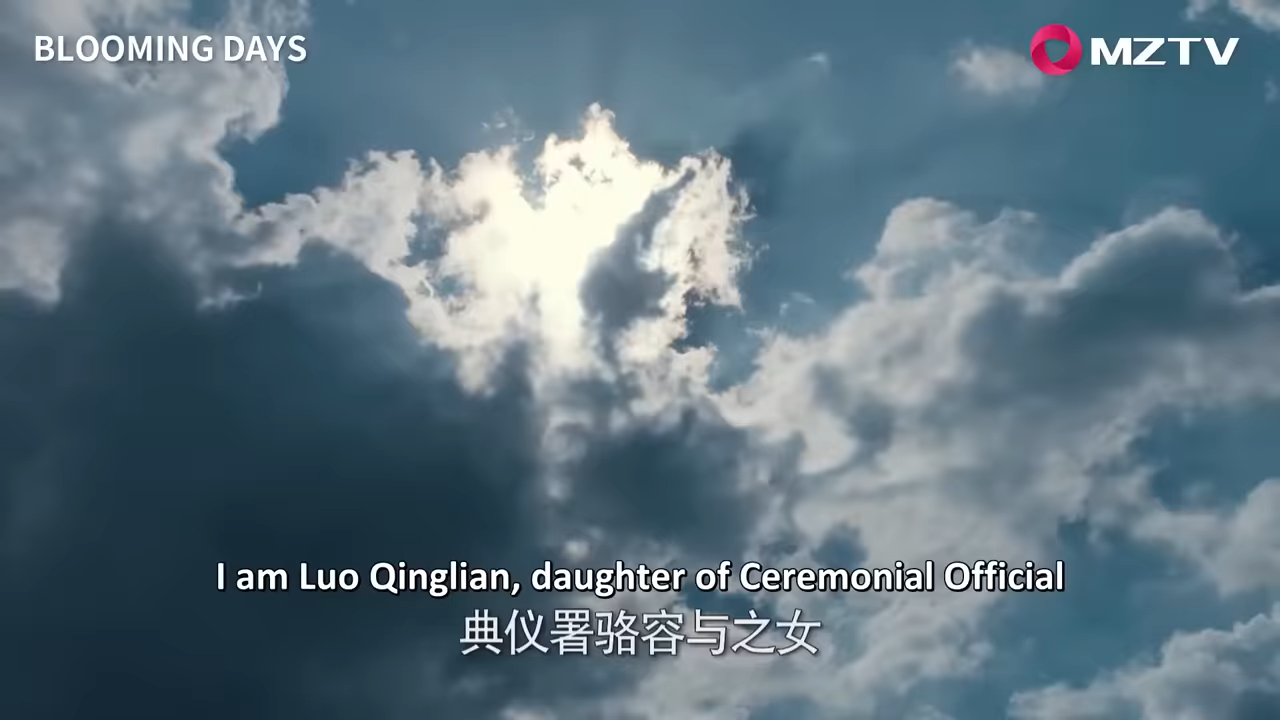 BLOOMING DAYS
MZTV
I am Luo Qinglian, daughter of Ceremonial Official
典仪署骆容与之女